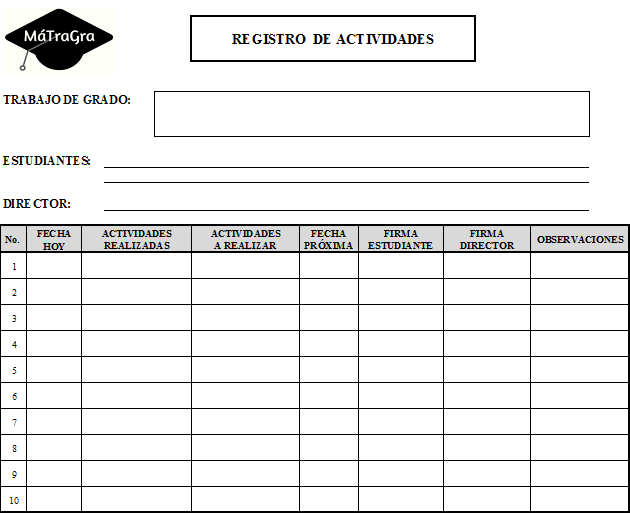 MáTraGra
REGISTRO DE ACTIVIDADES
TRABAJO DE GRADO:
ESTUDIANTES:
DIRECTOR:
No. FECHA HOY ACTIVIDADES REALIZADAS ACTIVIDADES A REALIZAR FECHA PRÓXIMA FIRMA ESTUDIANTE FIRMA DIRECTOR OBSERVACIONES
1
2
3
4
5
6
7
8
9
10